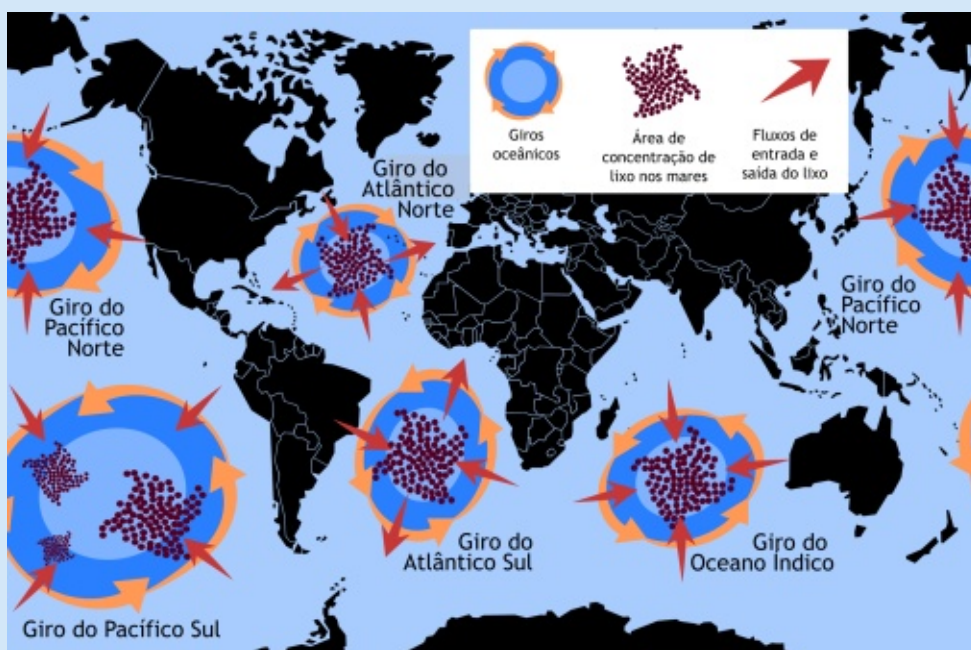 Giros
oceânicos
Área de
concentração de
lixo nos mares
Fluxos de
entrada e
saída do lixo
Giro do
Atlântico
Norte
Giro do
Pacífico
Norte
Giro do
Pacífico
Norte
Giro do
Atlântico Sul
Giro do
Oceano Índico
Giro do Pacífico Sul